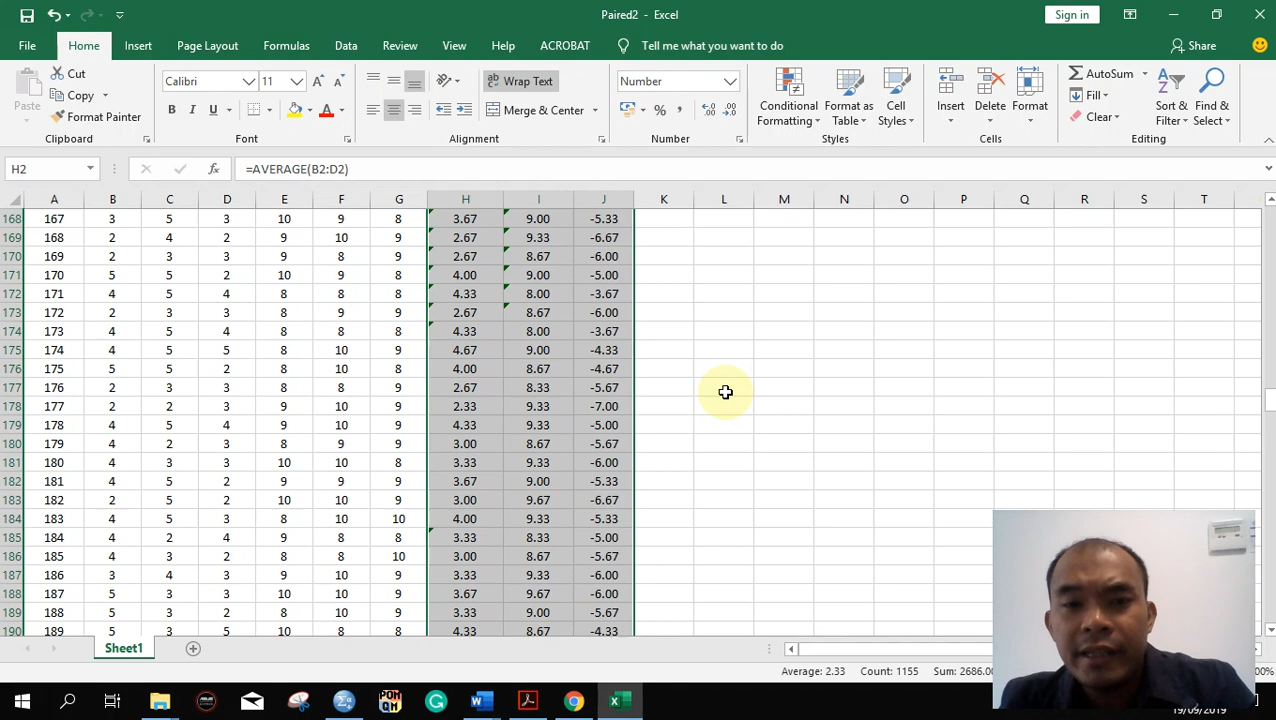 Paired2 - Excel
Sign in
File Home Insert Page Layout Formulas Data Review View Help ACROBAT Tell me what you want to do Share
Paste Cut Calibri 11 Wrap Text Number Conditional Formatting Format as Table Cell Styles Insert Delete Format AutoSum Sort & Filter Find & Select
Copy Merge & Center Fill
Format Painter B I U Clear
Clipboard Font Alignment Number Styles Cells Editing
H2 fx =AVERAGE(B2:D2)
A B C D E F G H I J K L M N O P Q R S T
168 167 3 5 3 10 9 8 3.67 9.00 -5.33
169 168 2 4 2 9 10 9 2.67 9.33 -6.67
170 169 2 3 3 9 8 9 2.67 8.67 -6.00
171 170 5 5 2 10 9 8 4.00 9.00 -5.00
172 171 4 5 4 8 8 8 4.33 8.00 -3.67
173 172 2 3 3 8 9 9 2.67 8.67 -6.00
174 173 4 5 4 8 8 8 4.33 8.00 -3.67
175 174 4 5 5 8 10 9 4.67 9.00 -4.33
176 175 5 5 2 8 10 8 4.00 8.67 -4.67
177 176 2 3 3 8 8 9 2.67 8.33 -5.67
178 177 2 2 3 9 10 9 2.33 9.33 -7.00
179 178 4 5 4 9 10 9 4.33 9.33 -5.00
180 179 4 2 3 8 9 9 3.00 8.67 -5.67
181 180 4 3 3 10 10 8 3.33 9.33 -6.00
182 181 4 5 2 9 9 9 3.67 9.00 -5.33
183 182 2 5 2 10 10 9 3.00 9.67 -6.67
184 183 4 5 3 8 10 10 4.00 9.33 -5.33
185 184 4 2 4 9 8 8 3.33 8.33 -5.00
186 185 4 3 2 8 8 10 3.00 8.67 -5.67
187 186 3 4 3 9 10 9 3.33 9.33 -6.00
188 187 5 3 3 10 10 9 3.67 9.67 -6.00
189 188 5 3 2 8 10 9 3.33 9.00 -5.67
190 189 5 3 5 10 8 8 4.33 8.67 -4.33
Sheet1
Average: 2.33 Count: 1155 Sum: 2686.00
19/09/2019